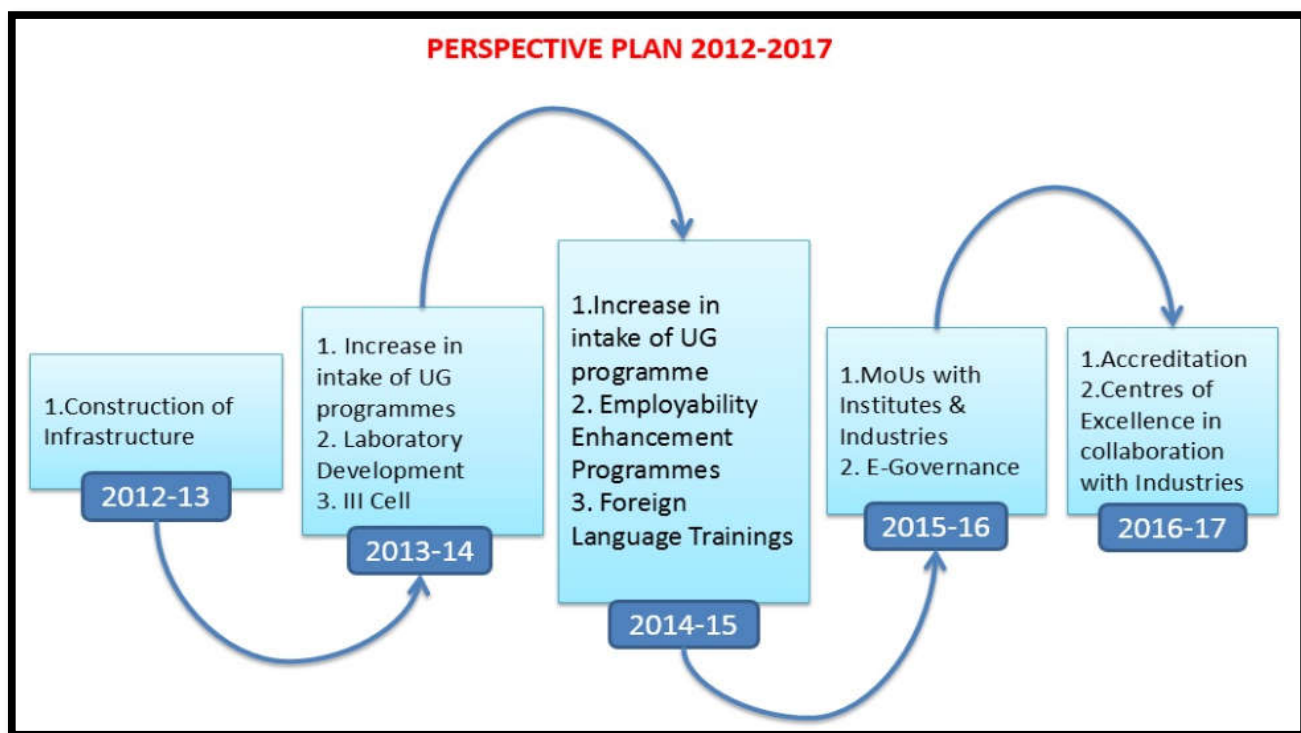 PERSPECTIVE PLAN 2012-2017
1.Construction of
Infrastructure
2012-13
1. Increase in
intake of UG
programmes
2. Laboratory
Development
3. III Cell
2013-14
1.Increase in
intake of UG
programme
2. Employability
Enhancement
Programmes
3. Foreign
Language Trainings
2014-15
1.MoUs with
Institutes &
Industries
2. E-Governance
2015-16
1.Accreditation
2.Centres of
Excellence in
collaboration
with Industries
2016-17